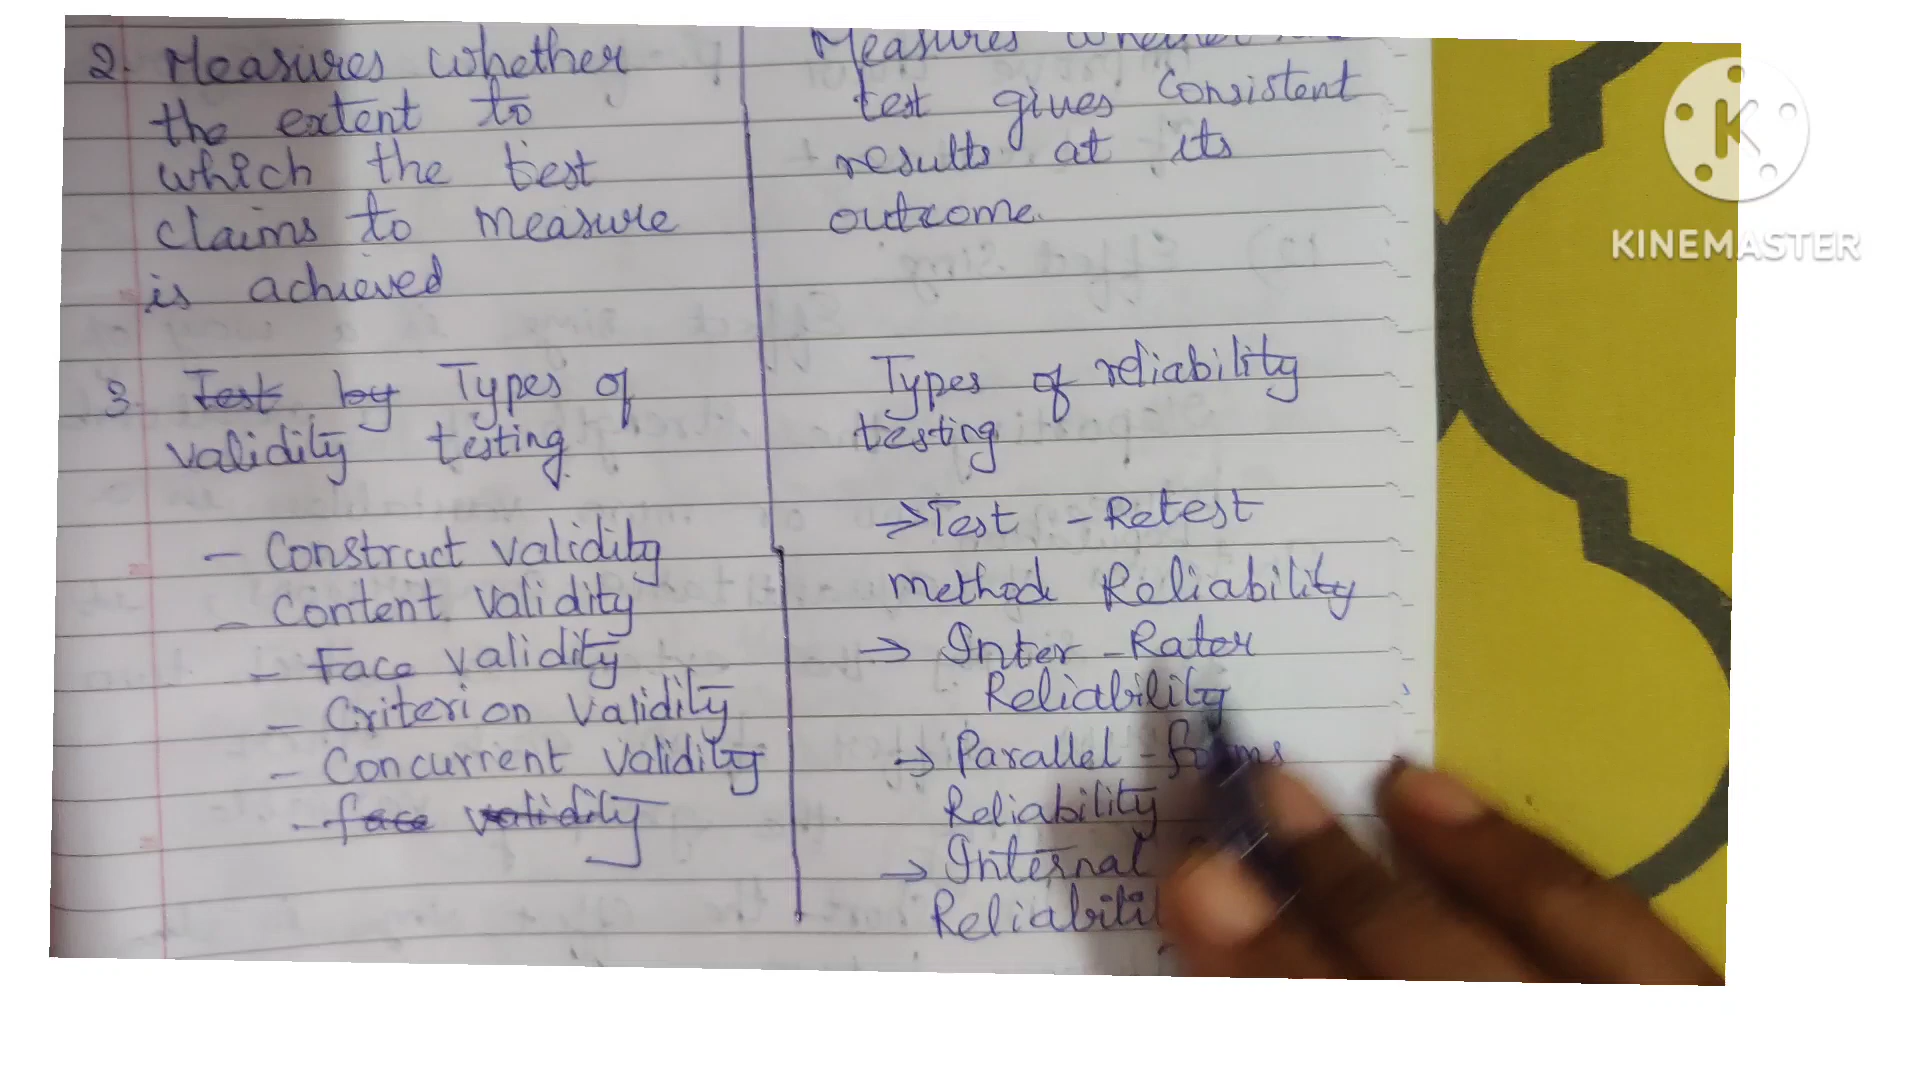 2. Measures whether
the extent to
which the test
claims to measure
is achieved
Measures whether
test gives consistent
results at its
outcome.
3. Test by Types of
validity testing
- Construct validity
- Content validity
- Face validity
- Criterion validity
- Concurrent validity
- face validity
Types of reliability
testing
→ Test - Retest
method Reliability
→ Inter - Rater
Reliability
→ Parallel - forms
Reliability
→ Internal
KINEMASTER